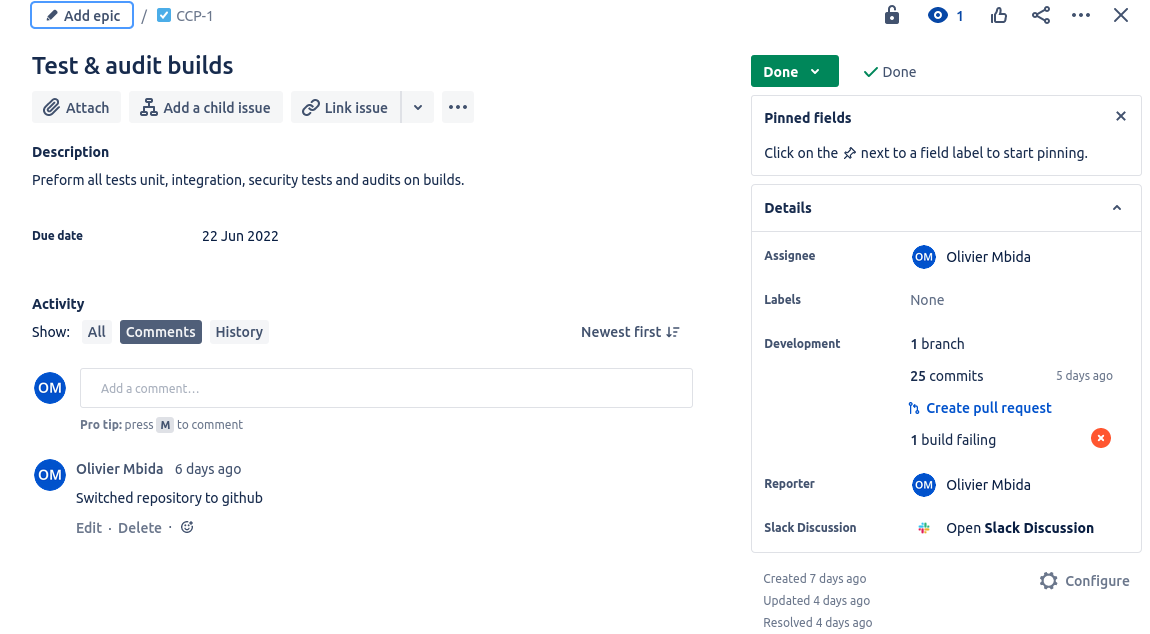 Add epic / CCP-1
1
Test & audit builds
Attach
Add a child issue
Link issue
Description
Preform all tests unit, integration, security tests and audits on builds.
Due date 22 Jun 2022
Activity
Show: All Comments History
Newest first
OM
Add a comment...
Pro tip: press M to comment
OM
Olivier Mbida 6 days ago
Switched repository to github
Edit · Delete ·
Done
Done
Pinned fields
Click on the next to a field label to start pinning.
Details
Assignee OM Olivier Mbida
Labels None
Development 1 branch
25 commits 5 days ago
Create pull request
1 build failing
Reporter OM Olivier Mbida
Slack Discussion Open Slack Discussion
Created 7 days ago
Configure
Updated 4 days ago
Resolved 4 days ago